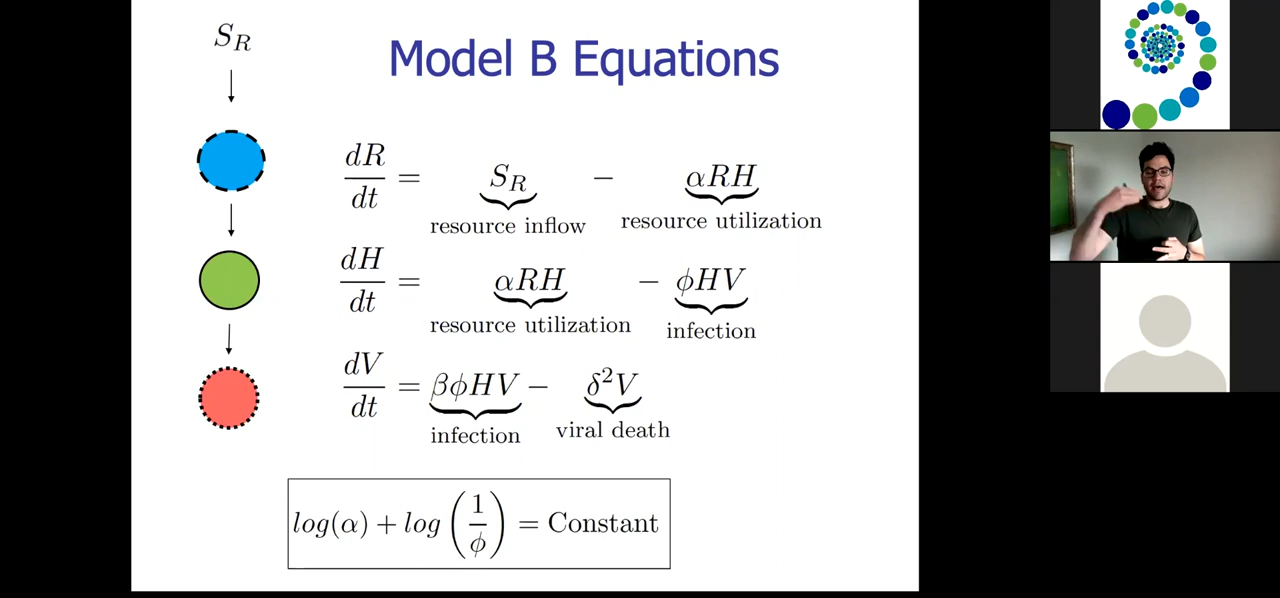 S_R
Model B Equations
dR/dt = S_R − αRH
resource inflow resource utilization
dH/dt = αRH − ϕHV
resource utilization infection
dV/dt = βϕHV − δ²V
infection viral death
log(α) + log(1/ϕ) = Constant